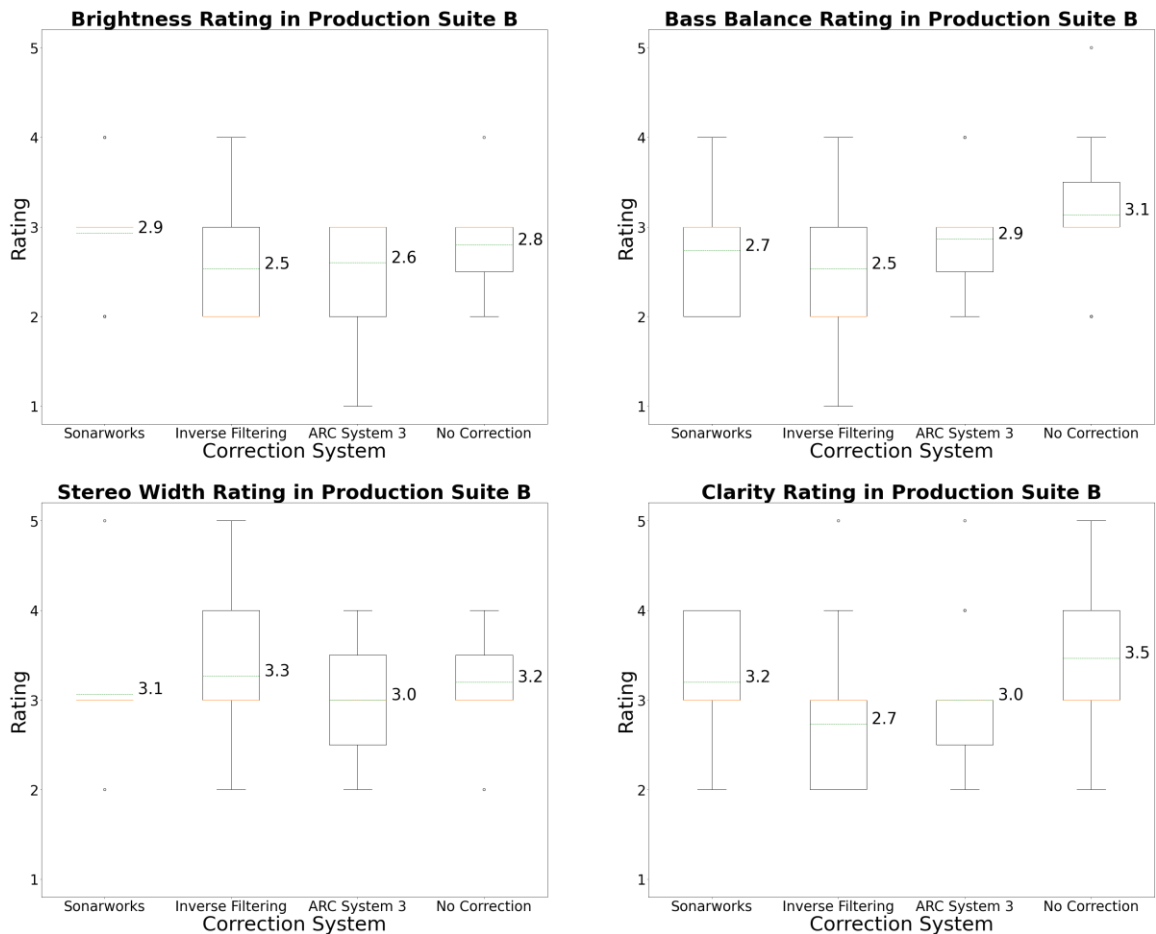 Brightness Rating in Production Suite B
5
4
3
2
1
Rating
2.9
2.5
2.6
2.8
Sonarworks Inverse Filtering ARC System 3 No Correction
Correction System
Bass Balance Rating in Production Suite B
5
4
3
2
1
Rating
2.7
2.5
2.9
3.1
Sonarworks Inverse Filtering ARC System 3 No Correction
Correction System
Stereo Width Rating in Production Suite B
5
4
3
2
1
Rating
3.1
3.3
3.0
3.2
Sonarworks Inverse Filtering ARC System 3 No Correction
Correction System
Clarity Rating in Production Suite B
5
4
3
2
1
Rating
3.2
2.7
3.0
3.5
Sonarworks Inverse Filtering ARC System 3 No Correction
Correction System